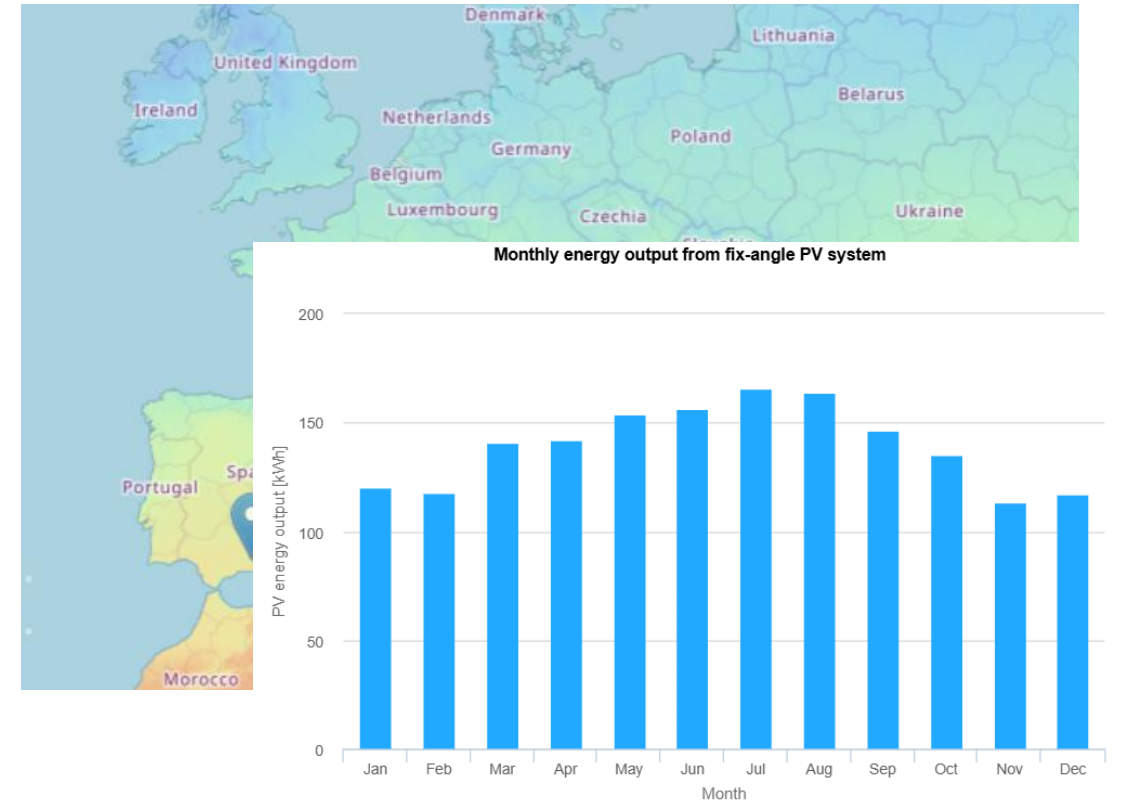 Denmark
Lithuania
United Kingdom
Belarus
Ireland
Netherlands
Poland
Germany
Belgium
Luxembourg
Czechia
Ukraine
Monthly energy output from fix-angle PV system
200
150
100
50
0
PV energy output [kWh]
Jan Feb Mar Apr May Jun Jul Aug Sep Oct Nov Dec
Month
Spa
Portugal
Morocco